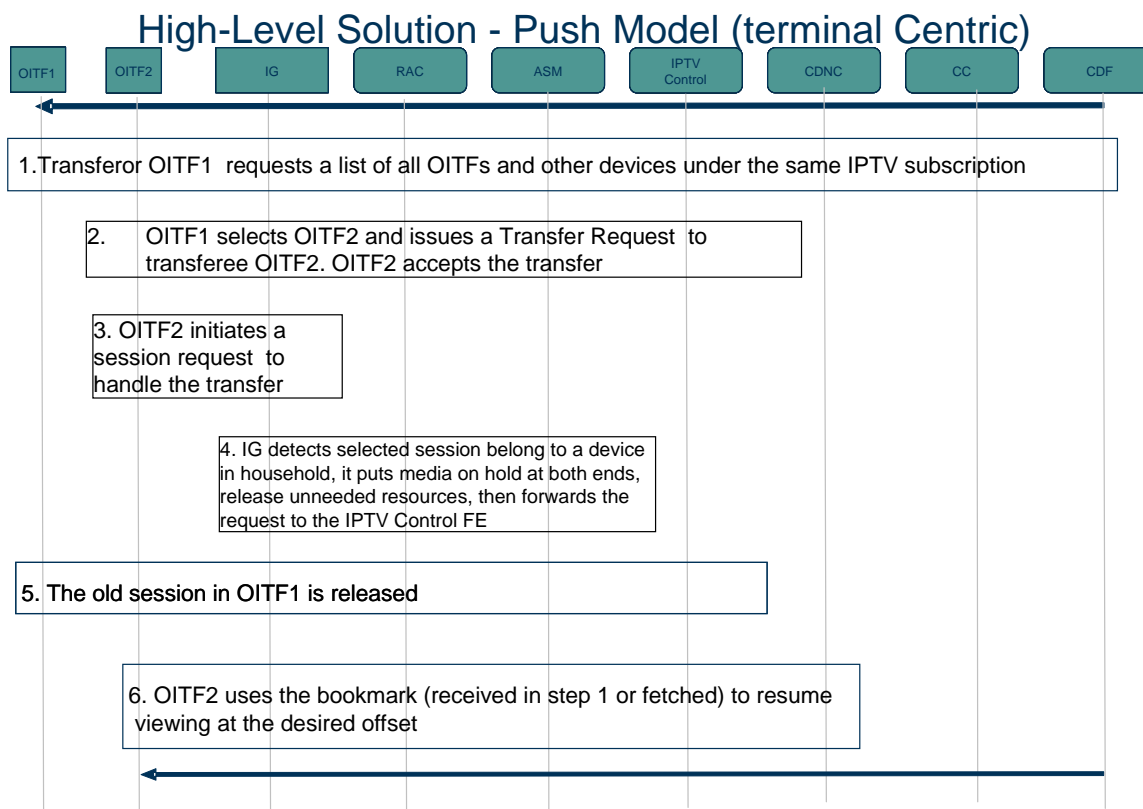 High-Level Solution - Push Model (terminal Centric)
OITF1
OITF2
IG
RAC
ASM
IPTV
Control
CDNC
CC
CDF
1.Transferor OITF1 requests a list of all OITFs and other devices under the same IPTV subscription
2. OITF1 selects OITF2 and issues a Transfer Request to
transferee OITF2. OITF2 accepts the transfer
3. OITF2 initiates a
session request to
handle the transfer
4. IG detects selected session belong to a device
in household, it puts media on hold at both ends,
release unneeded resources, then forwards the
request to the IPTV Control FE
5. The old session in OITF1 is released
6. OITF2 uses the bookmark (received in step 1 or fetched) to resume
viewing at the desired offset